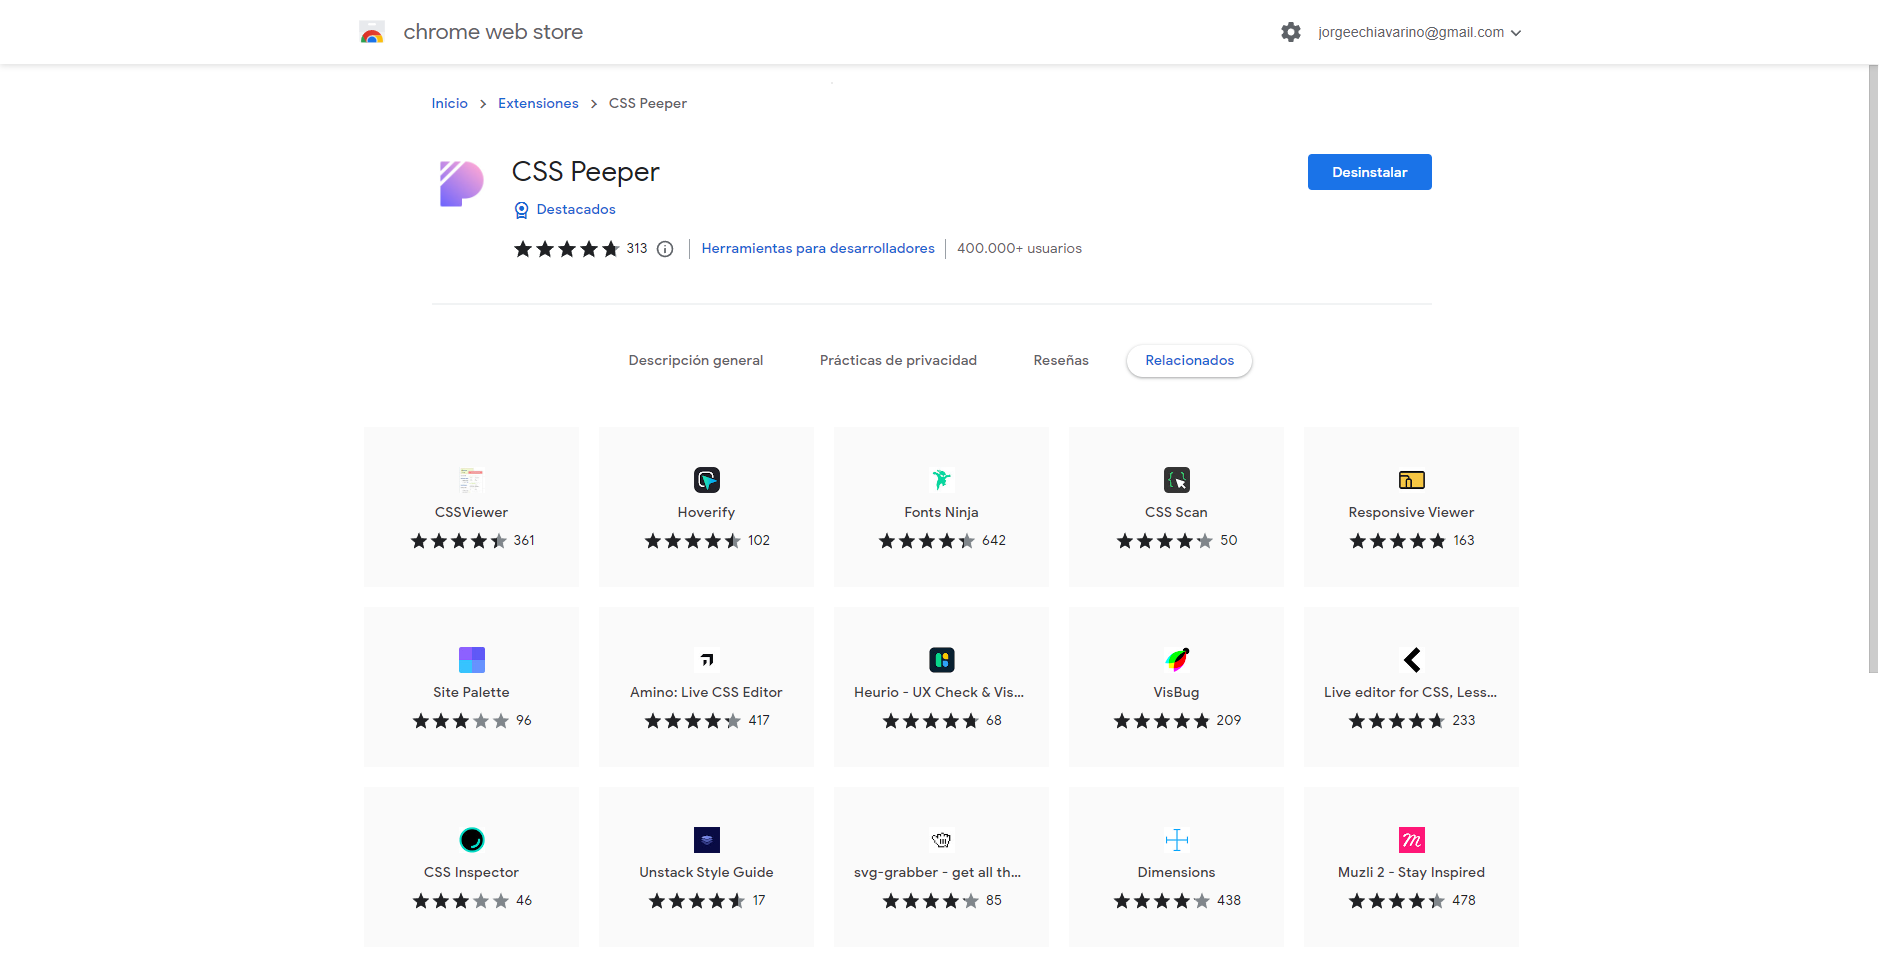 chrome web store
jorgeechiavarino@gmail.com
Inicio > Extensiones > CSS Peeper
CSS Peeper
Desinstalar
Destacados
313 Herramientas para desarrolladores 400.000+ usuarios
Descripción general Prácticas de privacidad Reseñas Relacionados
CSSViewer Hoverify Fonts Ninja CSS Scan Responsive Viewer
361 102 642 50 163
Site Palette Amino: Live CSS Editor Heurio - UX Check & Vis... VisBug Live editor for CSS, Less...
96 417 68 209 233
CSS Inspector Unstack Style Guide svg-grabber - get all th... Dimensions Muzli 2 - Stay Inspired
46 17 85 438 478